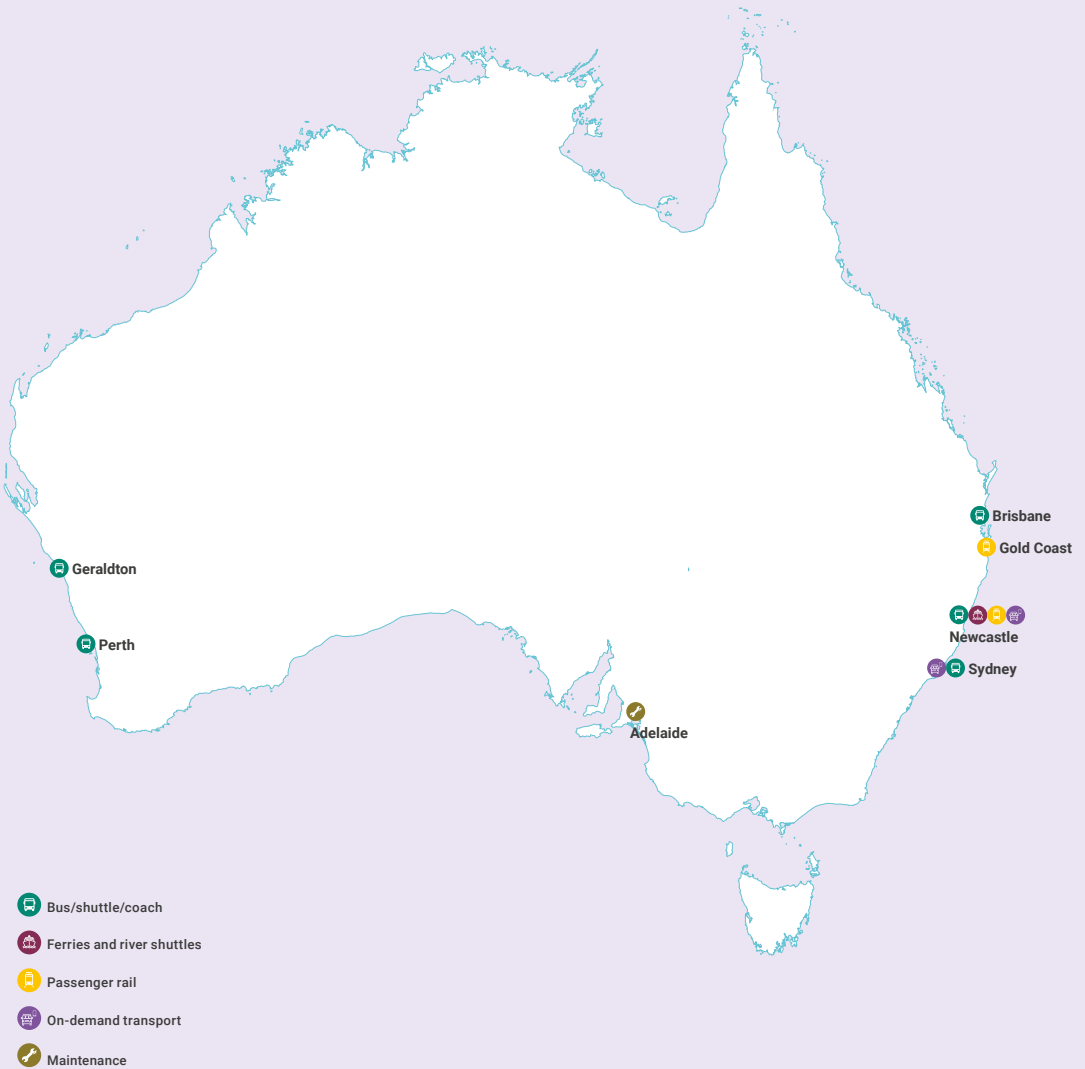 Brisbane
Gold Coast
Geraldton
Newcastle
Perth
Sydney
Adelaide
Bus/shuttle/coach
Ferries and river shuttles
Passenger rail
On-demand transport
Maintenance